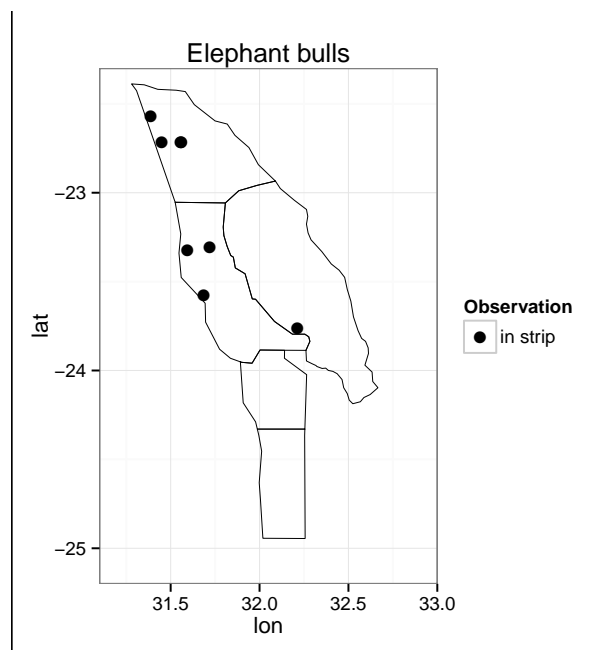 Elephant bulls
−23
−24
−25
lat
31.5 32.0 32.5 33.0
lon
Observation
in strip